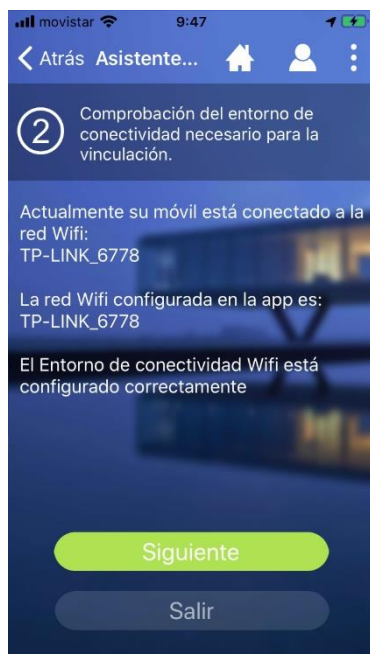 movistar 9:47
Atrás Asistente...
2
Comprobación del entorno de
conectividad necesario para la
vinculación.
Actualmente su móvil está conectado a la
red Wifi:
TP-LINK_6778
La red Wifi configurada en la app es:
TP-LINK_6778
El Entorno de conectividad Wifi está
configurado correctamente
Siguiente
Salir